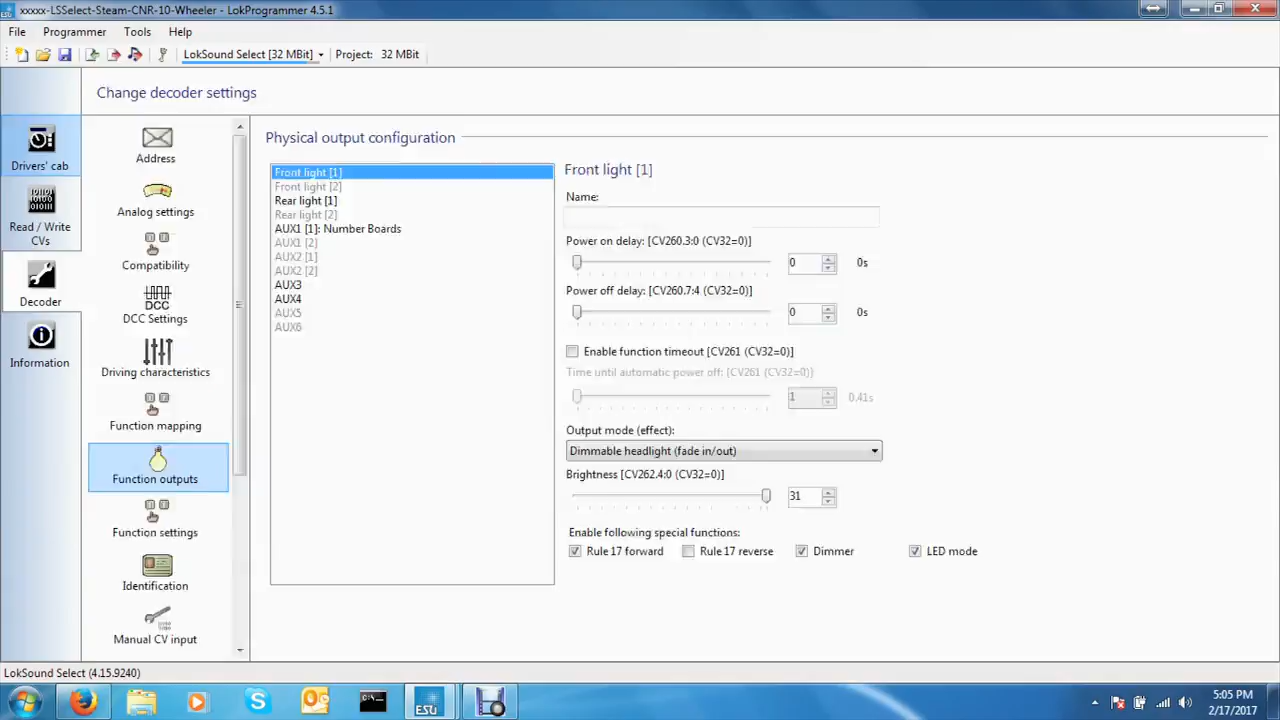 xxxxx-LSSelect-Steam-CNR-10-Wheeler - LokProgrammer 4.5.1
File Programmer Tools Help
LokSound Select [32 MBit] Project: 32 MBit
Change decoder settings
Drivers' cab
Read / Write
CVs
Decoder
Information
Address
Analog settings
Compatibility
DCC
DCC Settings
Driving characteristics
Function mapping
Function outputs
Function settings
Identification
Manual CV input
Physical output configuration
Front light [1]
Front light [2]
Rear light [1]
Rear light [2]
AUX1 [1]: Number Boards
AUX1 [2]
AUX2 [1]
AUX2 [2]
AUX3
AUX4
AUX5
AUX6
Front light [1]
Name:
Power on delay: [CV260.3:0 (CV32=0)]
0 0s
Power off delay: [CV260.7:4 (CV32=0)]
0 0s
Enable function timeout [CV261 (CV32=0)]
Time until automatic power off: [CV261 (CV32=0)]
1 0.41s
Output mode (effect):
Dimmable headlight (fade in/out)
Brightness [CV262.4:0 (CV32=0)]
31
Enable following special functions:
Rule 17 forward Rule 17 reverse Dimmer LED mode
LokSound Select (4.15.9240)
ESU
5:05 PM
2/17/2017